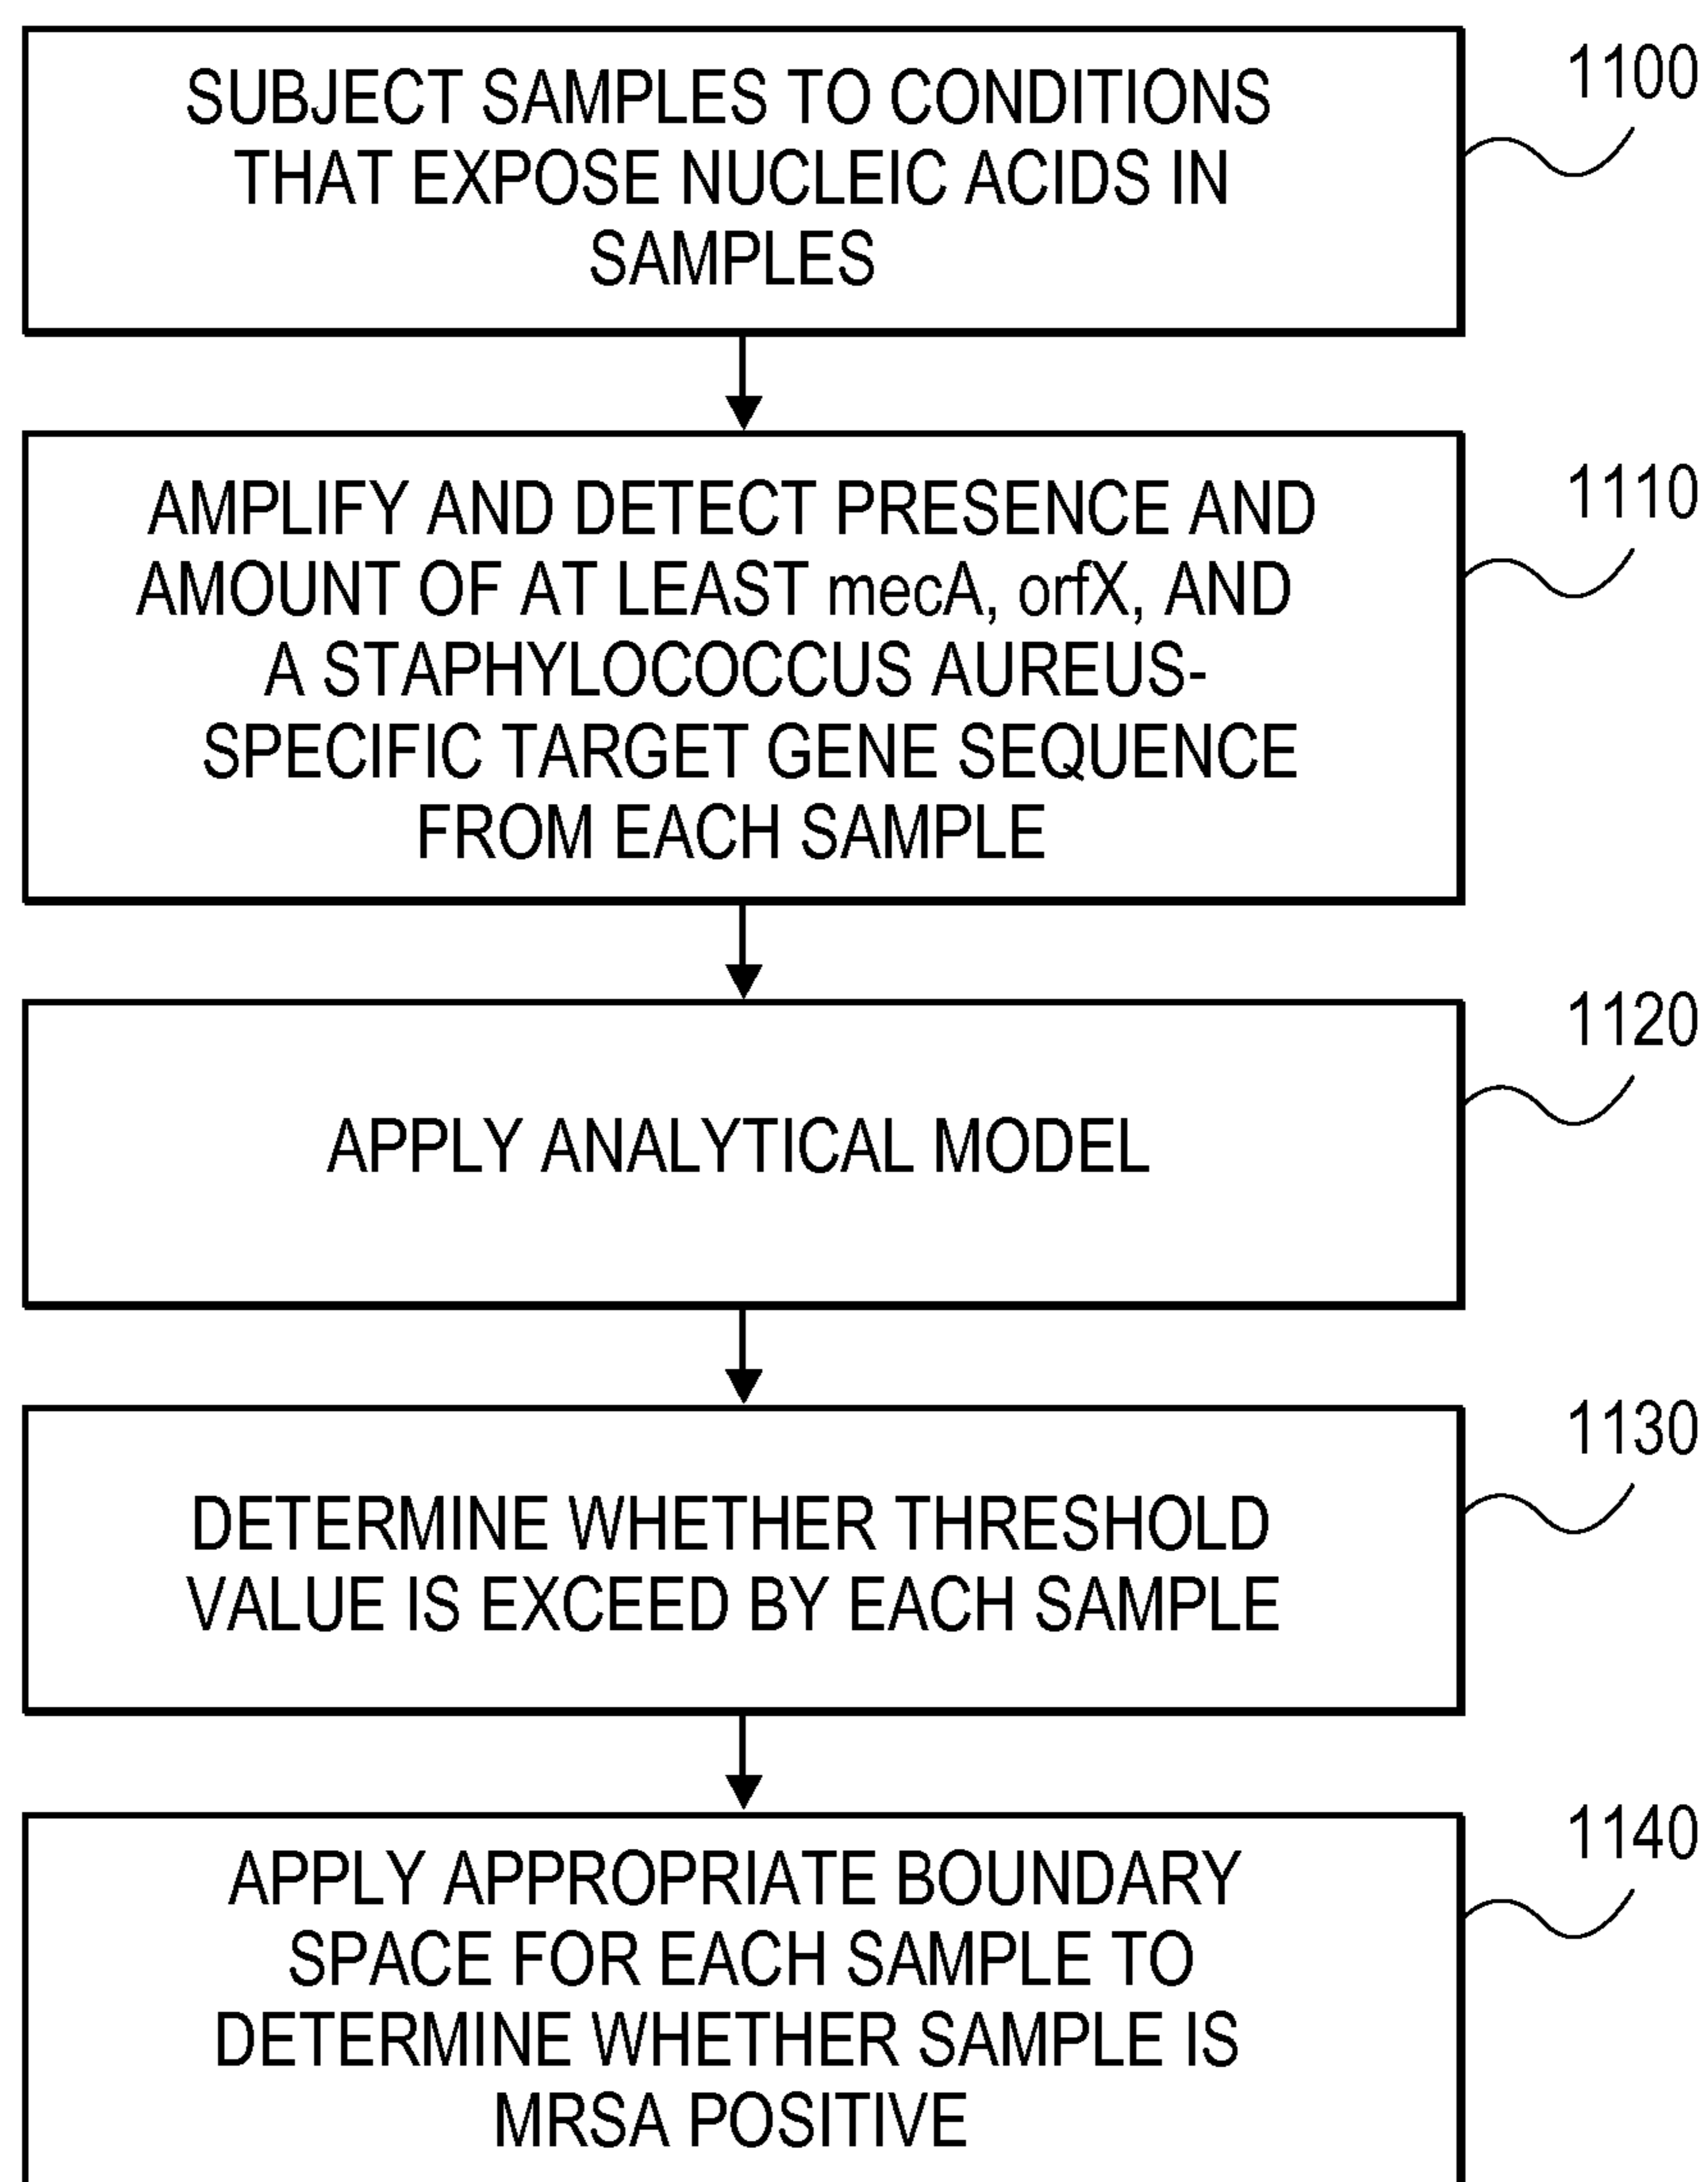 SUBJECT SAMPLES TO CONDITIONS
THAT EXPOSE NUCLEIC ACIDS IN
SAMPLES
1100
AMPLIFY AND DETECT PRESENCE AND
AMOUNT OF AT LEAST mecA, orfX, AND
A STAPHYLOCOCCUS AUREUS-
SPECIFIC TARGET GENE SEQUENCE
FROM EACH SAMPLE
1110
APPLY ANALYTICAL MODEL
1120
DETERMINE WHETHER THRESHOLD
VALUE IS EXCEED BY EACH SAMPLE
1130
APPLY APPROPRIATE BOUNDARY
SPACE FOR EACH SAMPLE TO
DETERMINE WHETHER SAMPLE IS
MRSA POSITIVE
1140